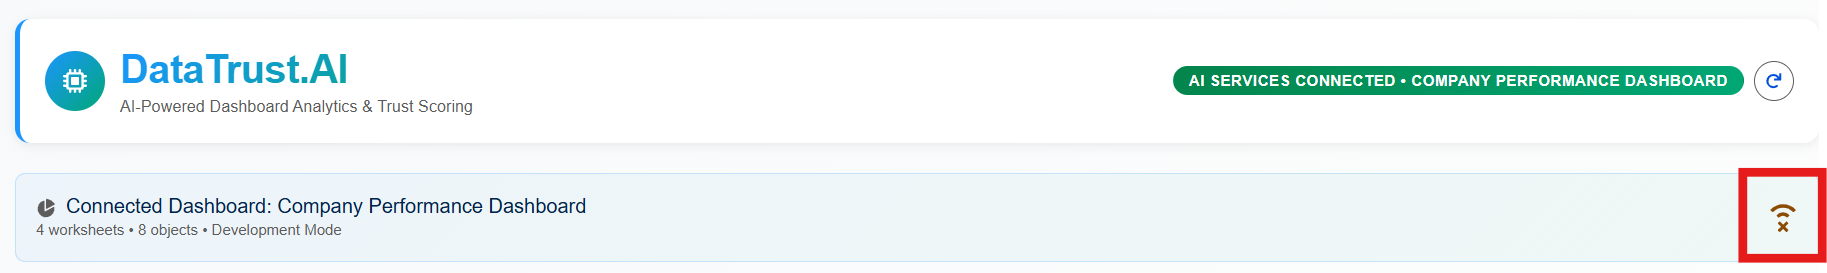 DataTrust.AI
AI-Powered Dashboard Analytics & Trust Scoring
AI SERVICES CONNECTED • COMPANY PERFORMANCE DASHBOARD
Connected Dashboard: Company Performance Dashboard
4 worksheets • 8 objects • Development Mode